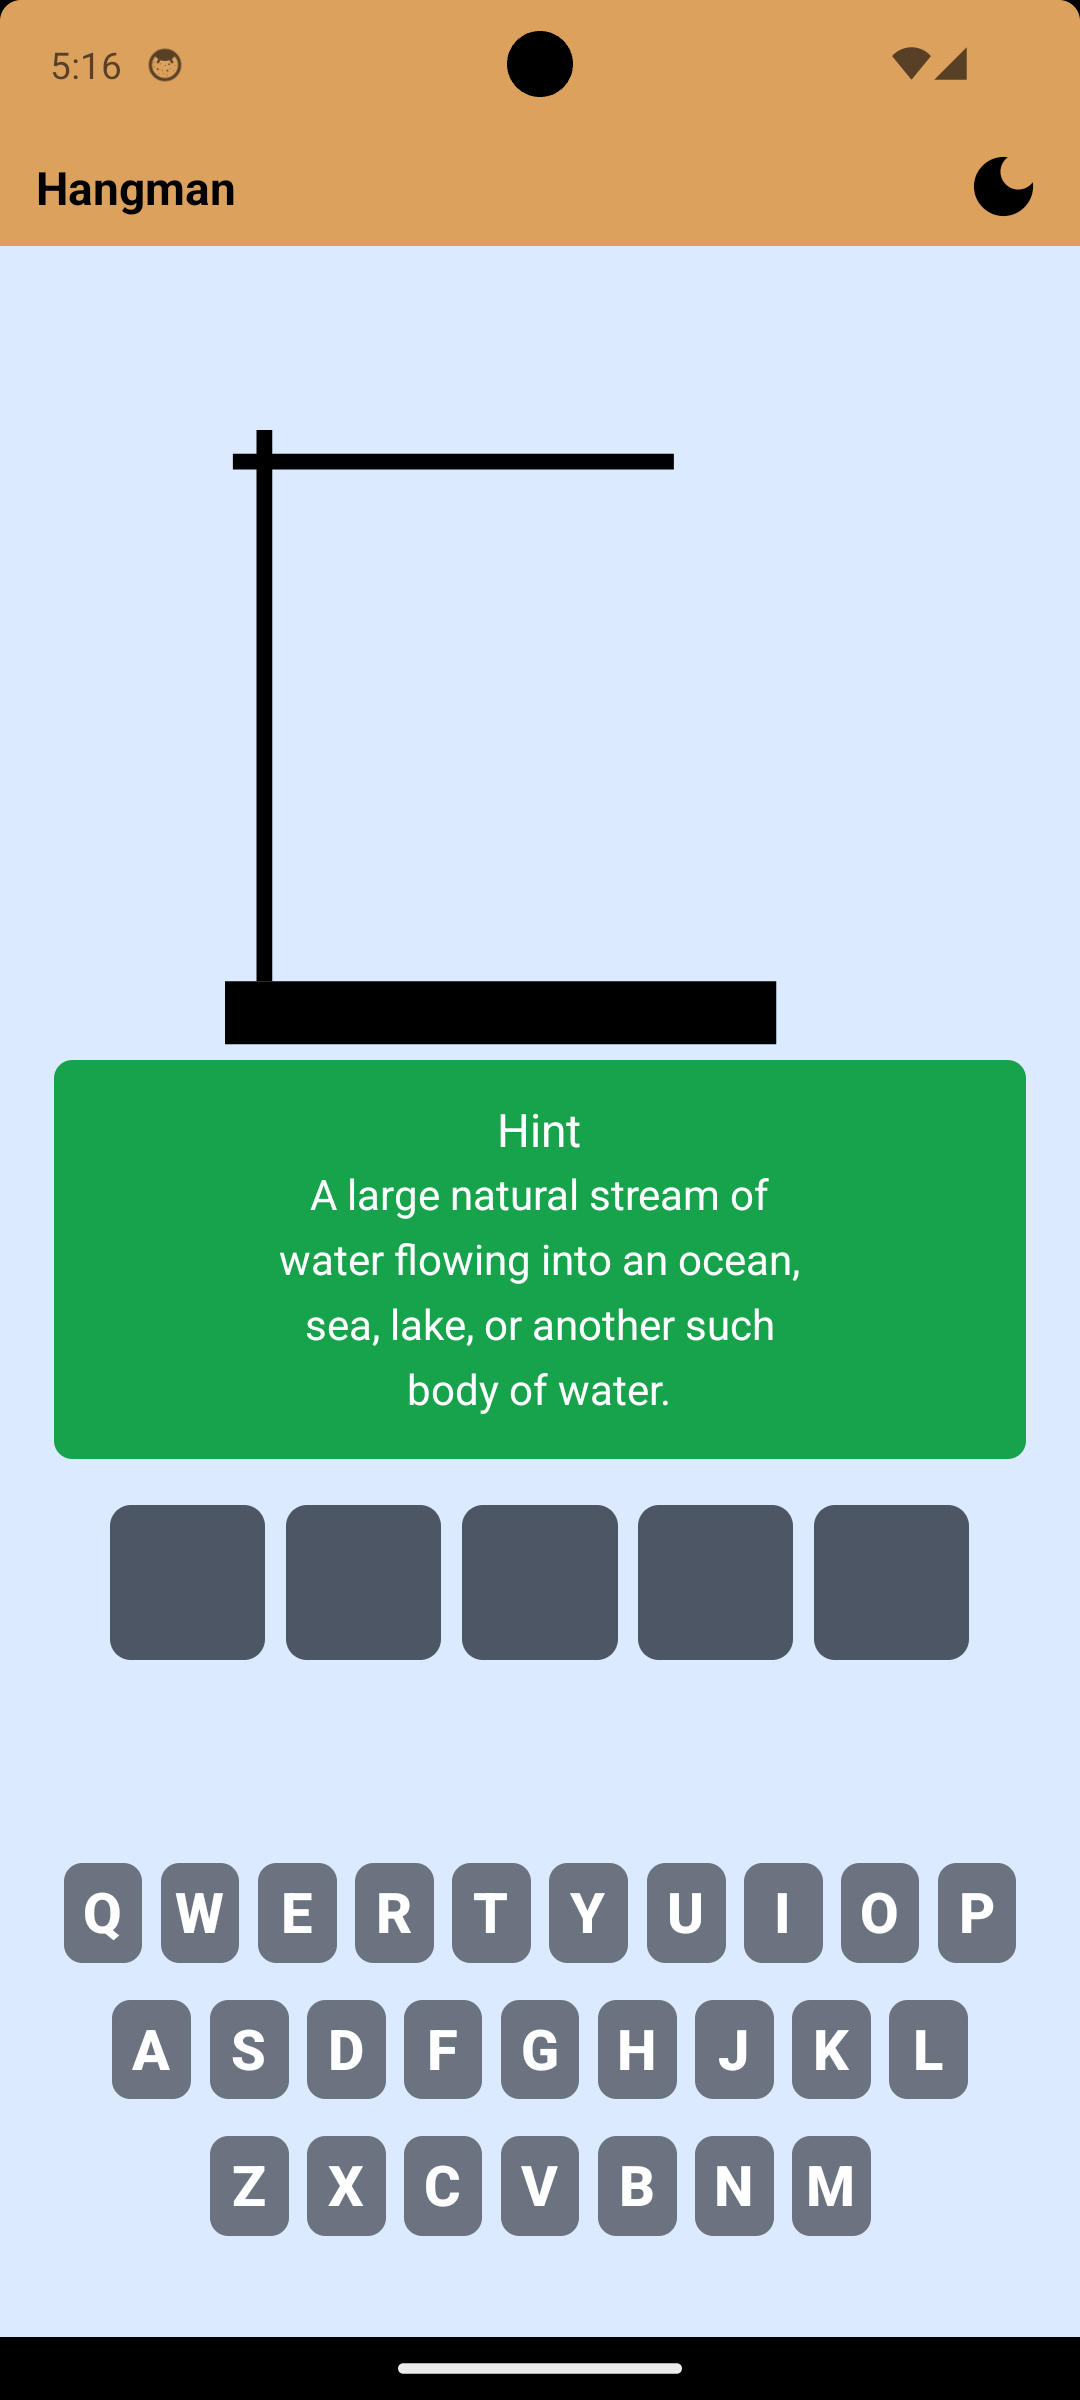 5:16
Hangman
Hint
A large natural stream of
water flowing into an ocean,
sea, lake, or another such
body of water.
Q W E R T Y U I O P
A S D F G H J K L
Z X C V B N M